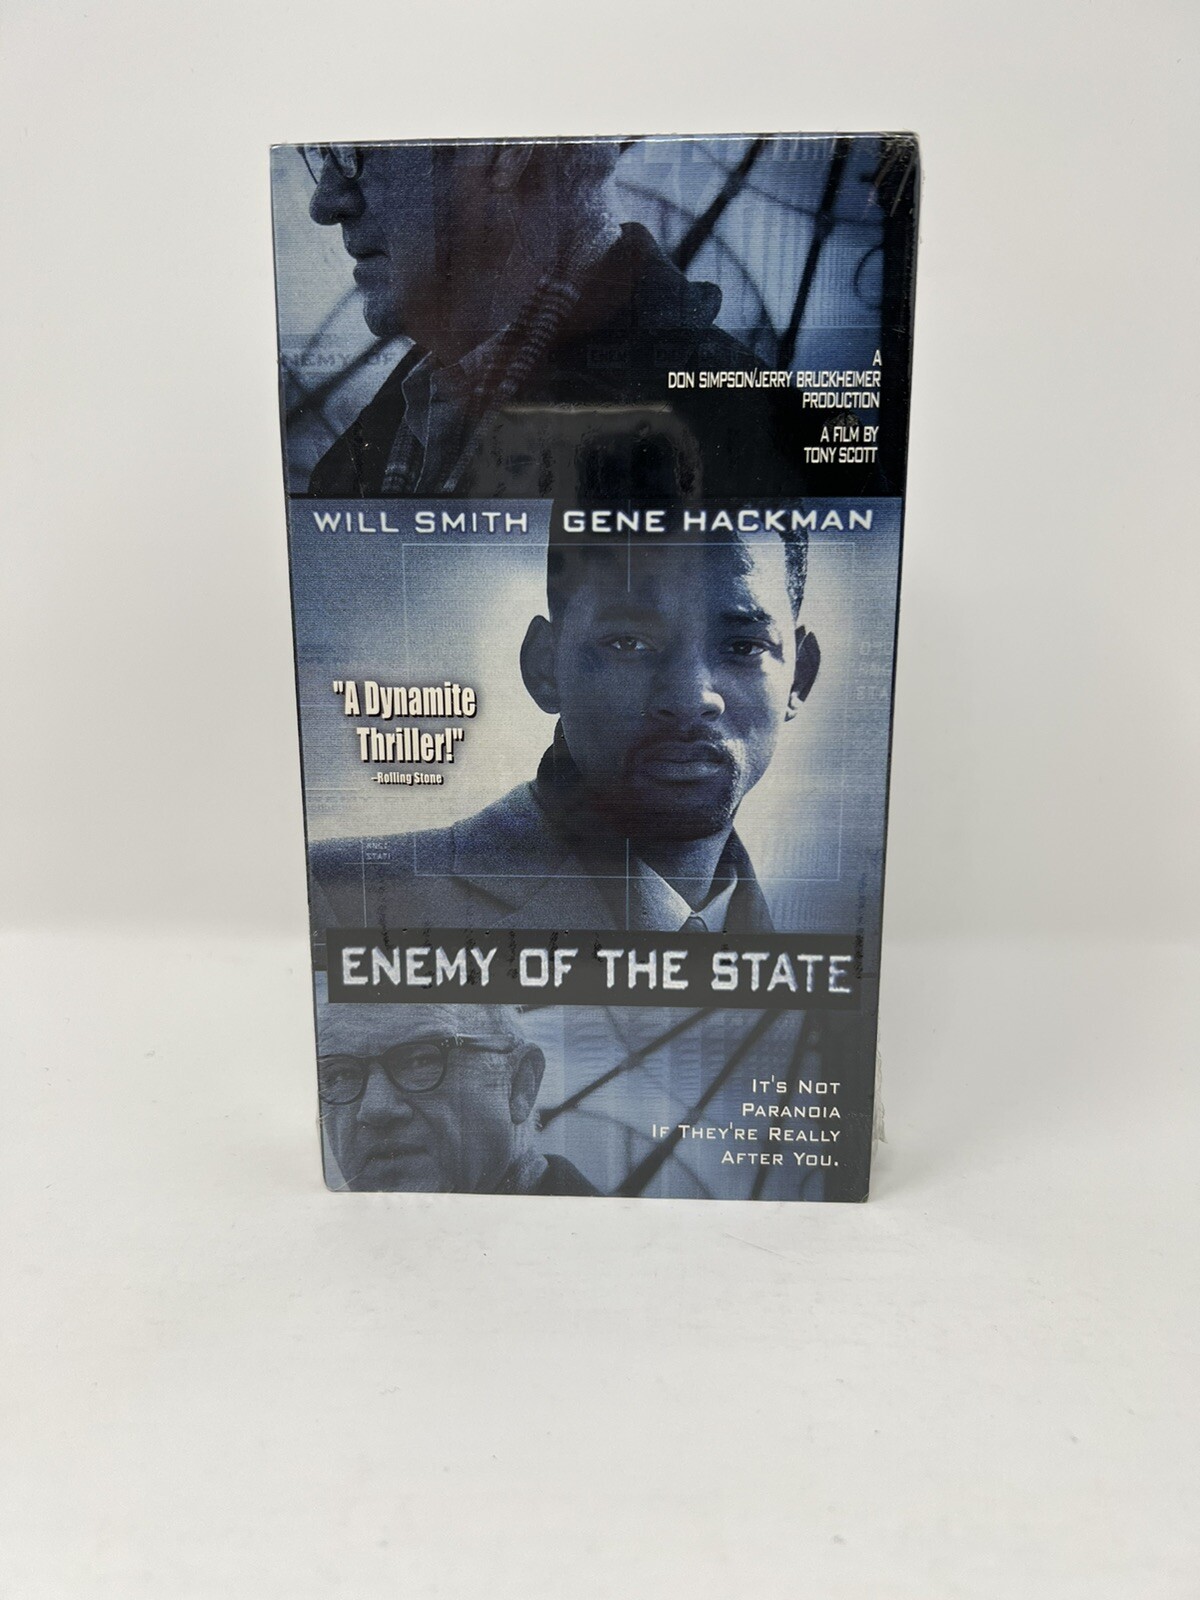 A
DON SIMPSON/JERRY BRUCKHEIMER
PRODUCTION
A FILM BY
TONY SCOTT
WILL SMITH GENE HACKMAN
"A Dynamite
Thriller!"
–Rolling Stone
ENEMY OF THE STATE
IT'S NOT
PARANOIA
IF THEY'RE REALLY
AFTER YOU.